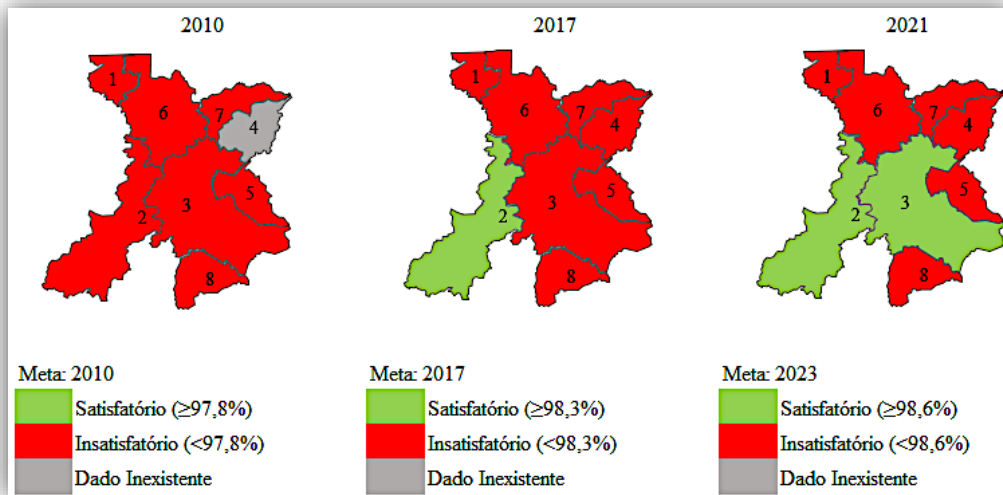 2010
2017
2021
1
6
7
4
2
3
5
8
1
6
7
4
2
3
5
8
1
6
7
4
2
3
5
8
Meta: 2010
Satisfatório (≥97,8%)
Insatisfatório (<97,8%)
Dado Inexistente
Meta: 2017
Satisfatório (≥98,3%)
Insatisfatório (<98,3%)
Dado Inexistente
Meta: 2023
Satisfatório (≥98,6%)
Insatisfatório (<98,6%)
Dado Inexistente